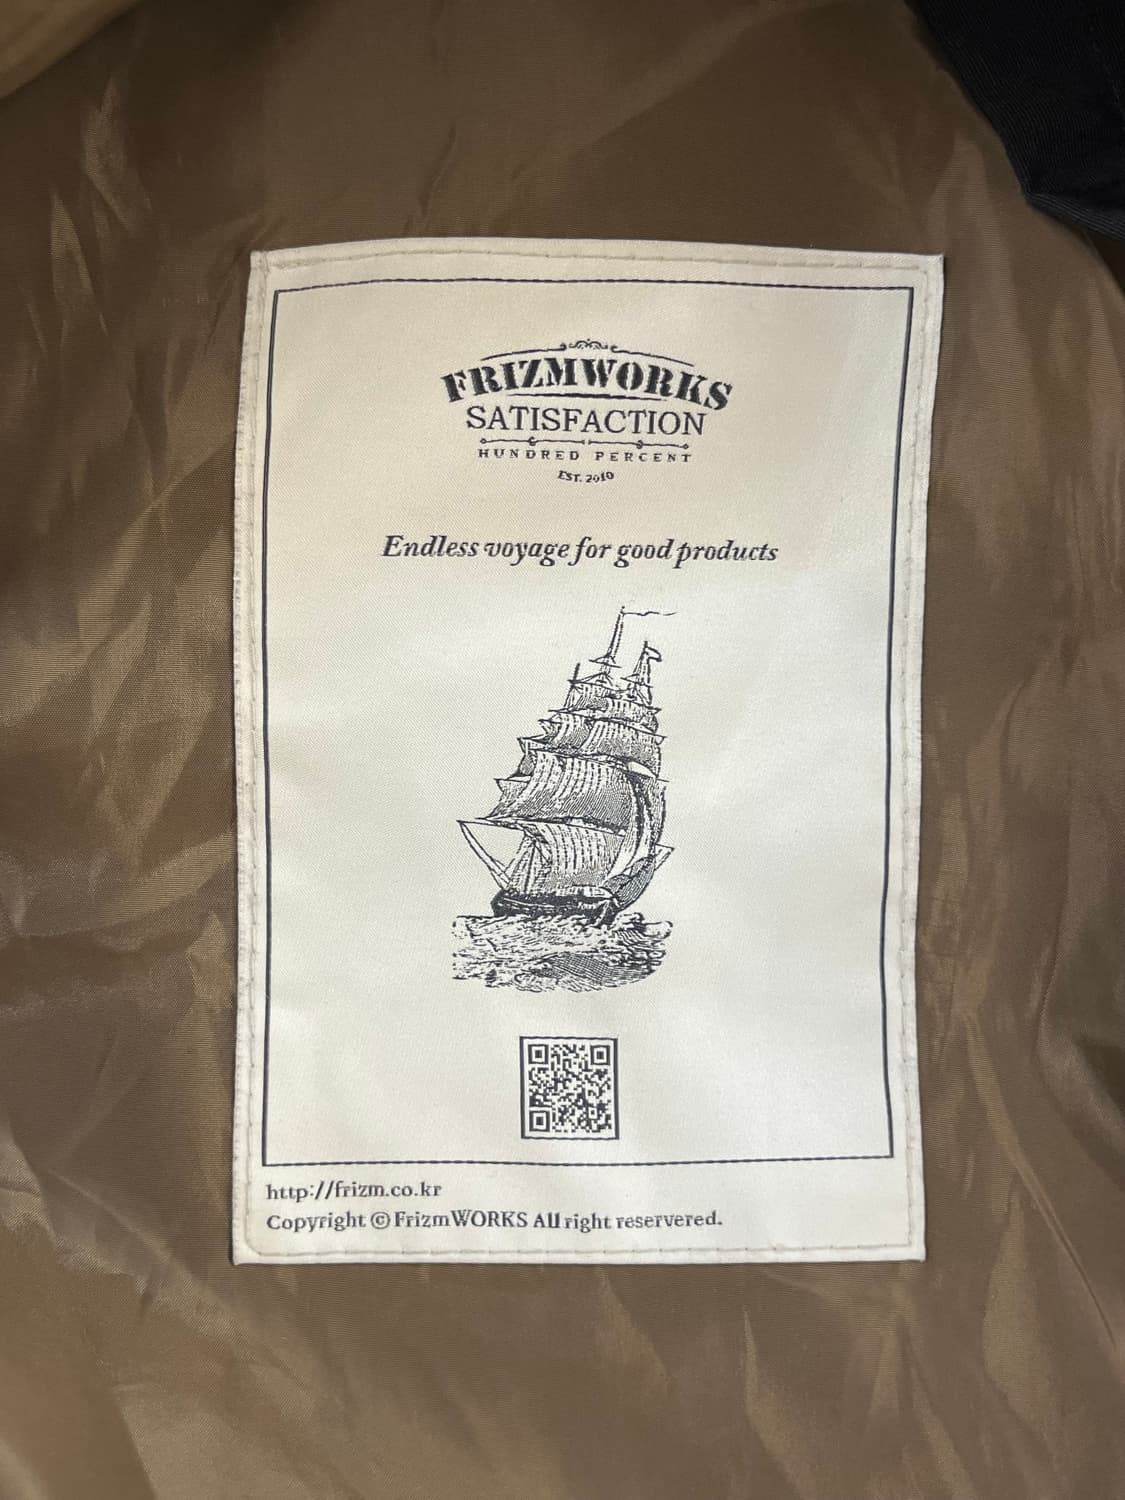 FRIZMWORKS
SATISFACTION
HUNDRED PERCENT
EST. 2010
Endless voyage for good products
http://frizm.co.kr
Copyright © FrizmWORKS All right reservered.